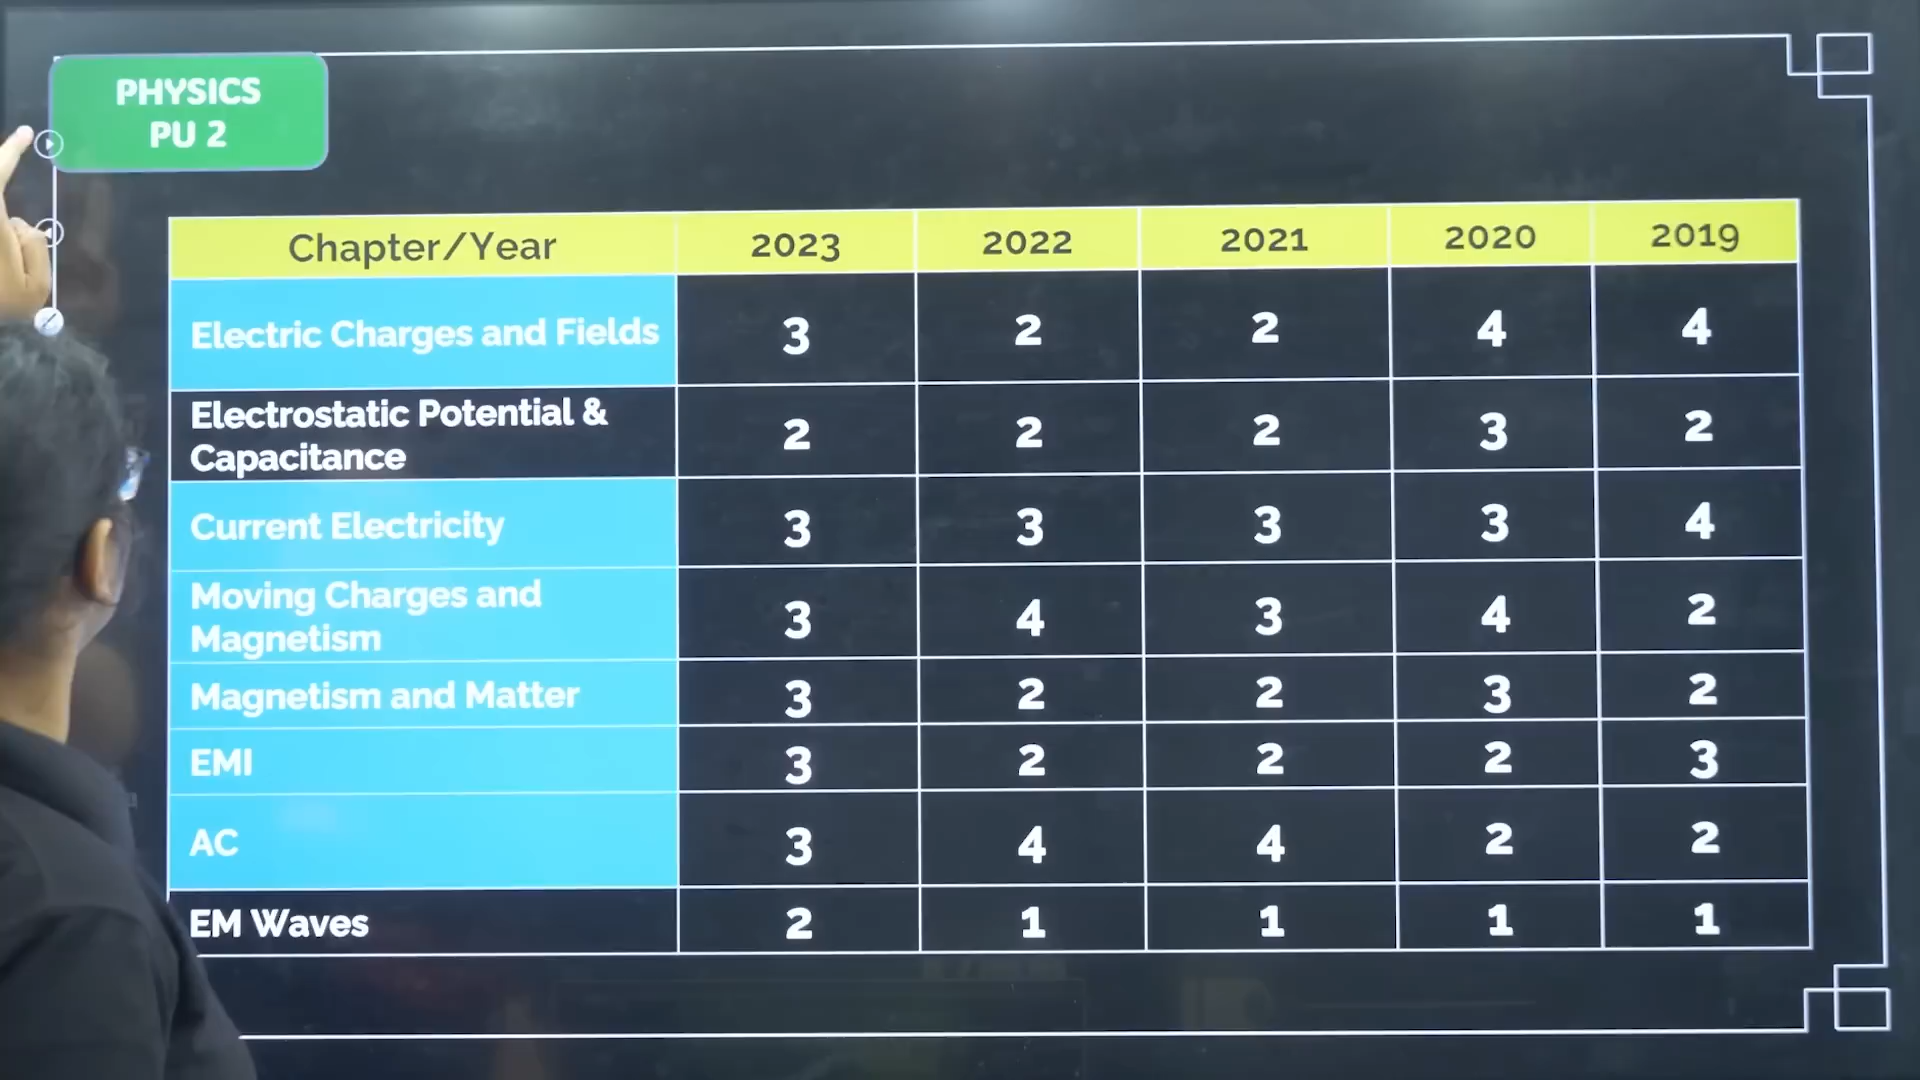 PHYSICS
PU 2
Chapter/Year 2023 2022 2021 2020 2019
Electric Charges and Fields 3 2 2 4 4
Electrostatic Potential &
Capacitance 2 2 2 3 2
Current Electricity 3 3 3 3 4
Moving Charges and
Magnetism 3 4 3 4 2
Magnetism and Matter 3 2 2 3 2
EMI 3 2 2 2 3
AC 3 4 4 2 2
EM Waves 2 1 1 1 1